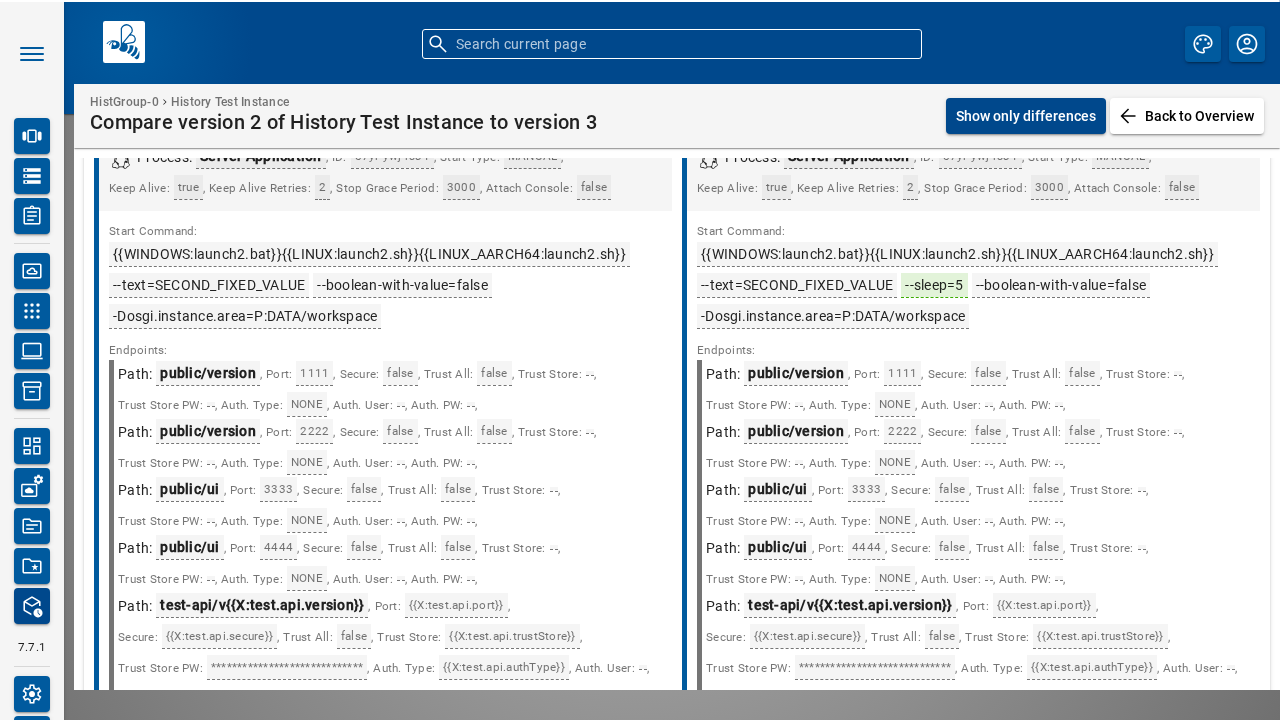 Search current page
HistGroup-0 › History Test Instance
Compare version 2 of History Test Instance to version 3
Show only differences
Back to Overview
Process: Server Application, ID:
Start Type: MANUAL,
Keep Alive: true, Keep Alive Retries: 2, Stop Grace Period: 3000, Attach Console: false
Start Command:
{{WINDOWS:launch2.bat}}{{LINUX:launch2.sh}}{{LINUX_AARCH64:launch2.sh}}
--text=SECOND_FIXED_VALUE --boolean-with-value=false
-Dosgi.instance.area=P:DATA/workspace
Endpoints:
Path: public/version, Port: 1111, Secure: false, Trust All: false, Trust Store: --,
Trust Store PW: --, Auth. Type: NONE, Auth. User: --, Auth. PW: --,
Path: public/version, Port: 2222, Secure: false, Trust All: false, Trust Store: --,
Trust Store PW: --, Auth. Type: NONE, Auth. User: --, Auth. PW: --,
Path: public/ui, Port: 3333, Secure: false, Trust All: false, Trust Store: --,
Trust Store PW: --, Auth. Type: NONE, Auth. User: --, Auth. PW: --,
Path: public/ui, Port: 4444, Secure: false, Trust All: false, Trust Store: --,
Trust Store PW: --, Auth. Type: NONE, Auth. User: --, Auth. PW: --,
Path: test-api/v{{X:test.api.version}}, Port: {{X:test.api.port}},
Secure: {{X:test.api.secure}}, Trust All: false, Trust Store: {{X:test.api.trustStore}},
Trust Store PW: *****************************, Auth. Type: {{X:test.api.authType}}, Auth. User: --,
Process: Server Application, ID:
Start Type: MANUAL,
Keep Alive: true, Keep Alive Retries: 2, Stop Grace Period: 3000, Attach Console: false
Start Command:
{{WINDOWS:launch2.bat}}{{LINUX:launch2.sh}}{{LINUX_AARCH64:launch2.sh}}
--text=SECOND_FIXED_VALUE --sleep=5 --boolean-with-value=false
-Dosgi.instance.area=P:DATA/workspace
Endpoints:
Path: public/version, Port: 1111, Secure: false, Trust All: false, Trust Store: --,
Trust Store PW: --, Auth. Type: NONE, Auth. User: --, Auth. PW: --,
Path: public/version, Port: 2222, Secure: false, Trust All: false, Trust Store: --,
Trust Store PW: --, Auth. Type: NONE, Auth. User: --, Auth. PW: --,
Path: public/ui, Port: 3333, Secure: false, Trust All: false, Trust Store: --,
Trust Store PW: --, Auth. Type: NONE, Auth. User: --, Auth. PW: --,
Path: public/ui, Port: 4444, Secure: false, Trust All: false, Trust Store: --,
Trust Store PW: --, Auth. Type: NONE, Auth. User: --, Auth. PW: --,
Path: test-api/v{{X:test.api.version}}, Port: {{X:test.api.port}},
Secure: {{X:test.api.secure}}, Trust All: false, Trust Store: {{X:test.api.trustStore}},
Trust Store PW: *****************************, Auth. Type: {{X:test.api.authType}}, Auth. User: --,
7.7.1